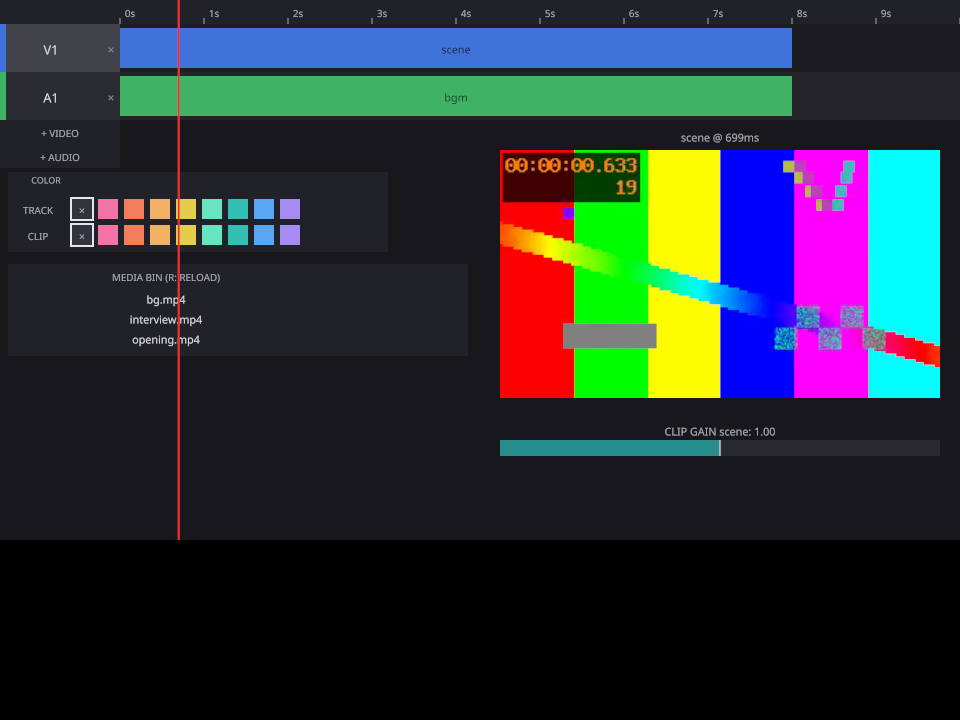 0s 1s 2s 3s 4s 5s 6s 7s 8s 9s
V1 × scene
A1 × bgm
+ VIDEO
+ AUDIO
COLOR
TRACK ×
CLIP ×
MEDIA BIN (R: RELOAD)
bg.mp4
interview.mp4
opening.mp4
scene @ 699ms
00:00:00.633
19
CLIP GAIN scene: 1.00